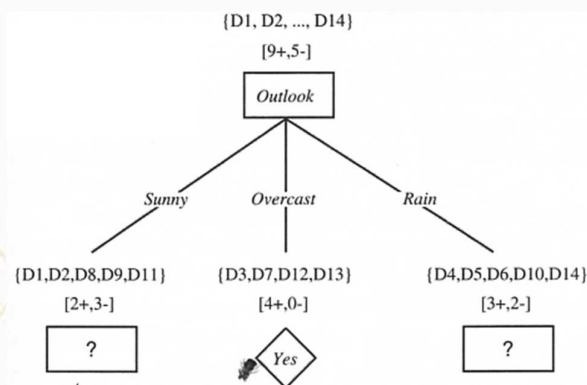 {D1, D2, ..., D14}
[9+,5-]
Outlook
Sunny Overcast Rain
{D1,D2,D8,D9,D11} {D3,D7,D12,D13} {D4,D5,D6,D10,D14}
[2+,3-] [4+,0-] [3+,2-]
? Yes ?